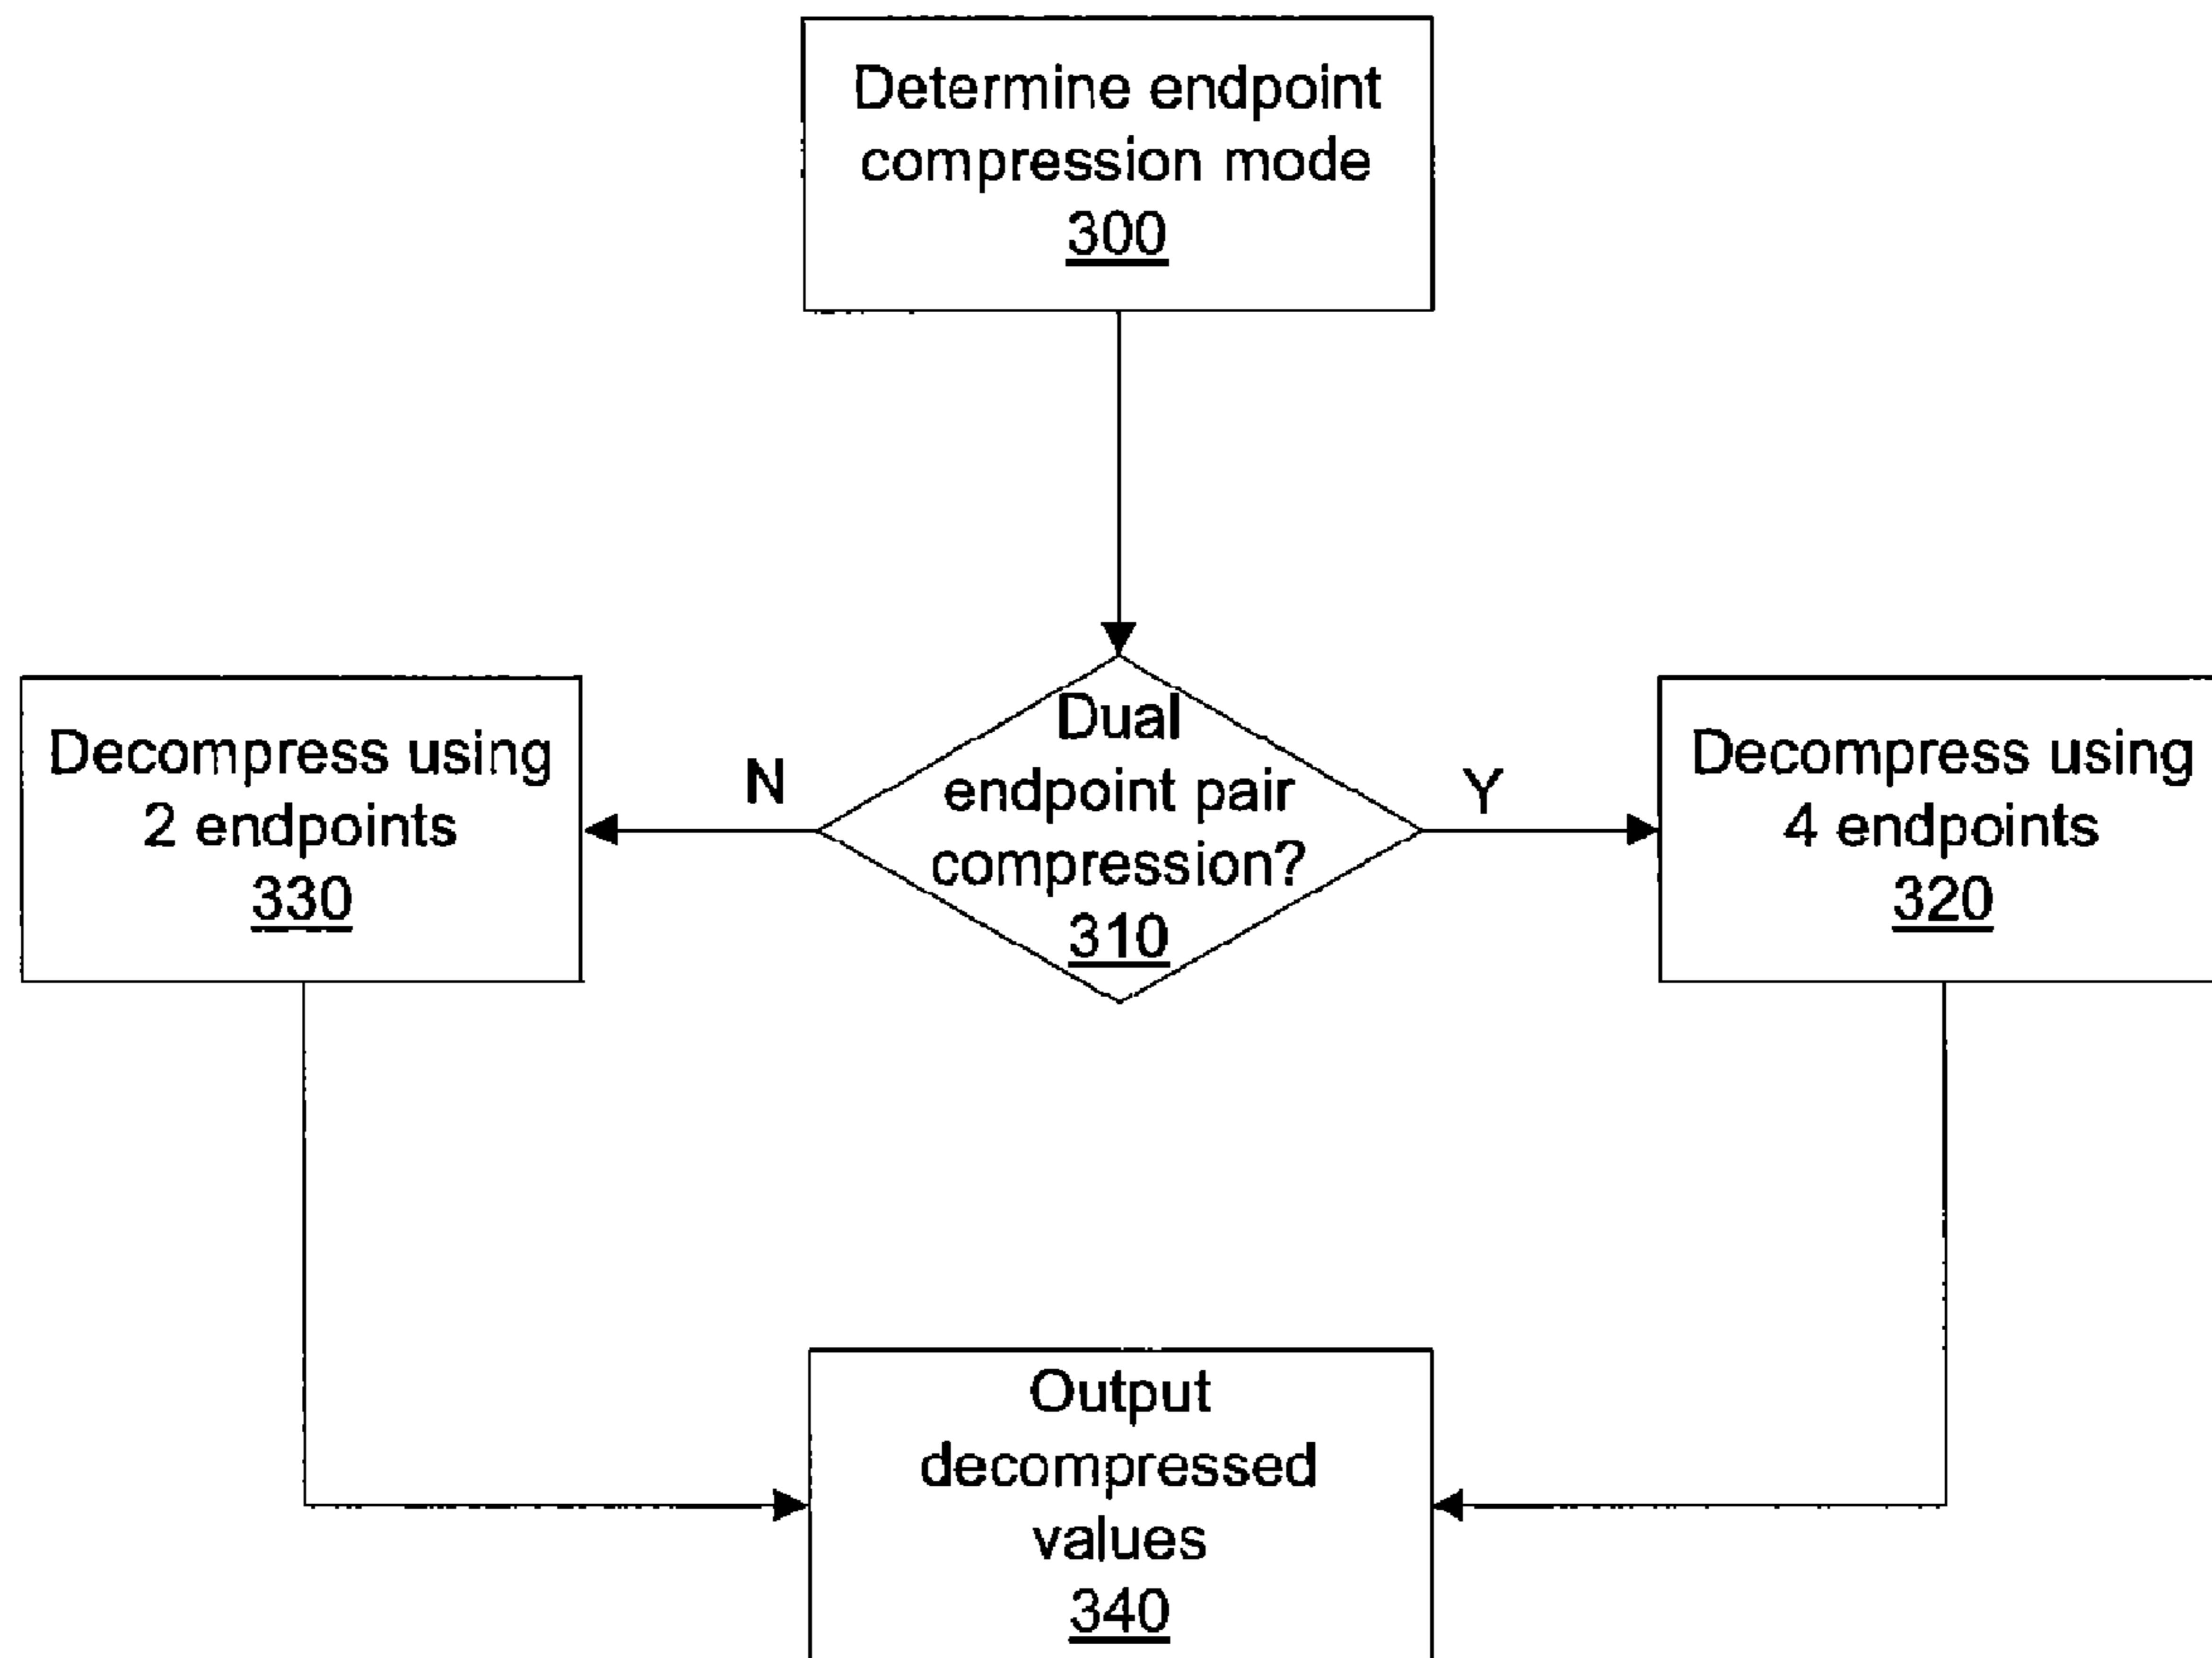 Determine endpoint
compression mode
300
Dual
endpoint pair
compression?
310
N
Y
Decompress using
2 endpoints
330
Decompress using
4 endpoints
320
Output
decompressed
values
340